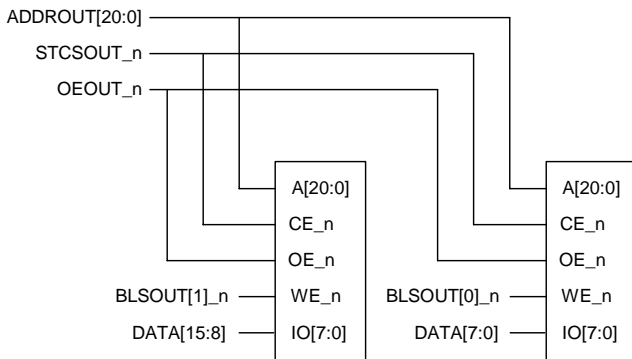 ADDROUT[20:0]
STCSOUT_n
OEOUT_n
A[20:0]
CE_n
OE_n
BLSOUT[1]_n
WE_n
DATA[15:8]
IO[7:0]
A[20:0]
CE_n
OE_n
BLSOUT[0]_n
WE_n
DATA[7:0]
IO[7:0]